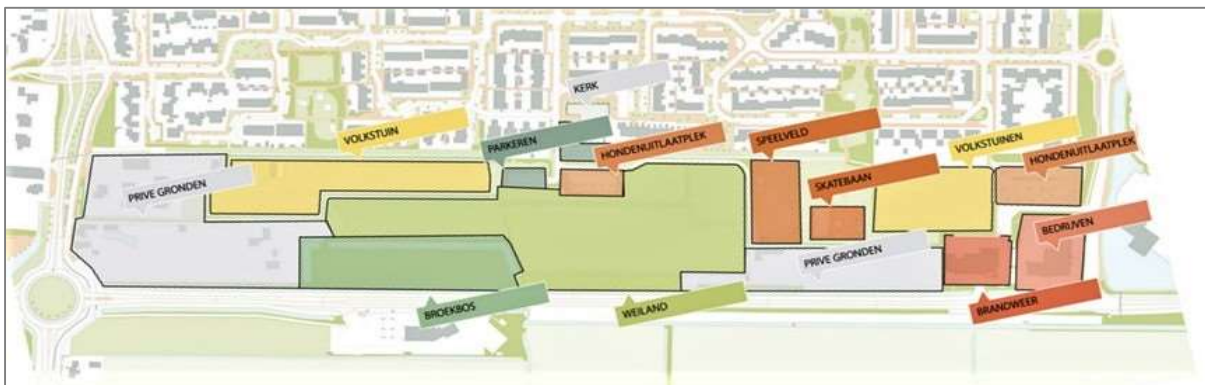 KERK
VOLKSTUIN
PARKEREN
HONDENUITLAATPLEK
SPEELVELD
VOLKSTUINEN
HONDENUITLAATPLEK
SKATEBAAN
PRIVE GRONDEN
BEDRIJVEN
PRIVE GRONDEN
BROEKBOS
WEILAND
BRANDWEER